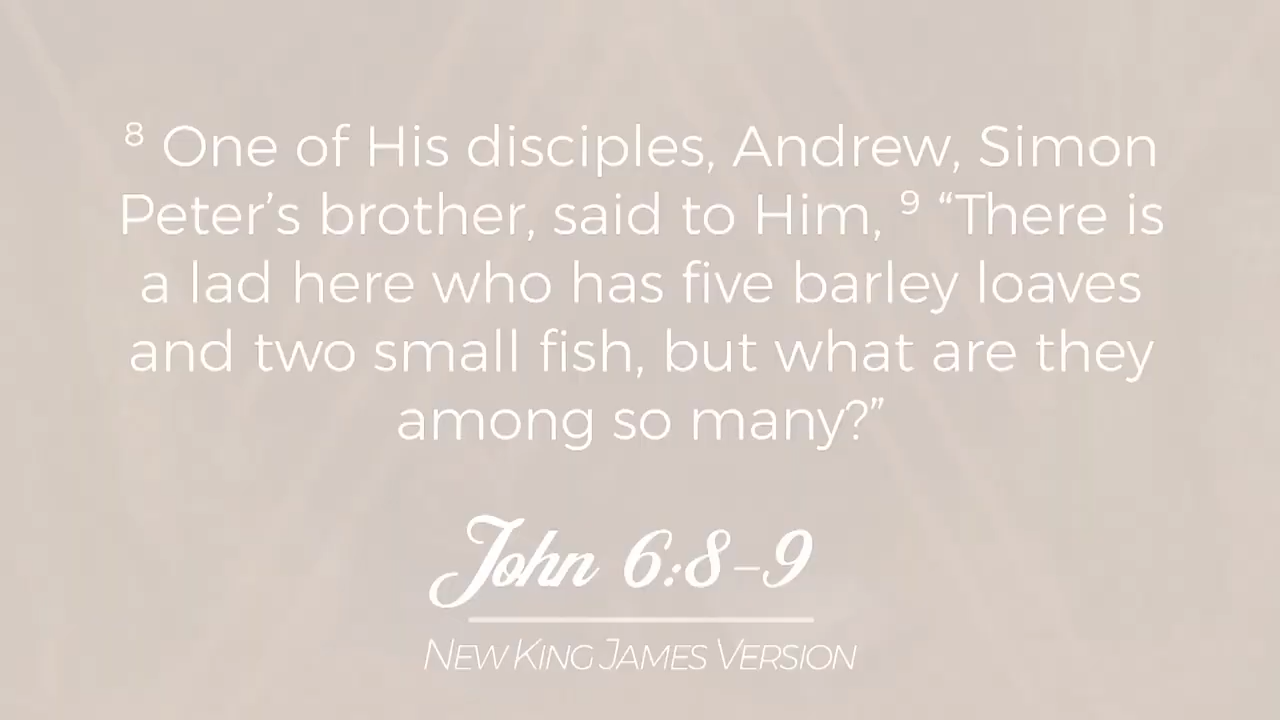 ⁸ One of His disciples, Andrew, Simon
Peter’s brother, said to Him, ⁹ “There is
a lad here who has five barley loaves
and two small fish, but what are they
among so many?”
John 6:8–9
NEW KING JAMES VERSION